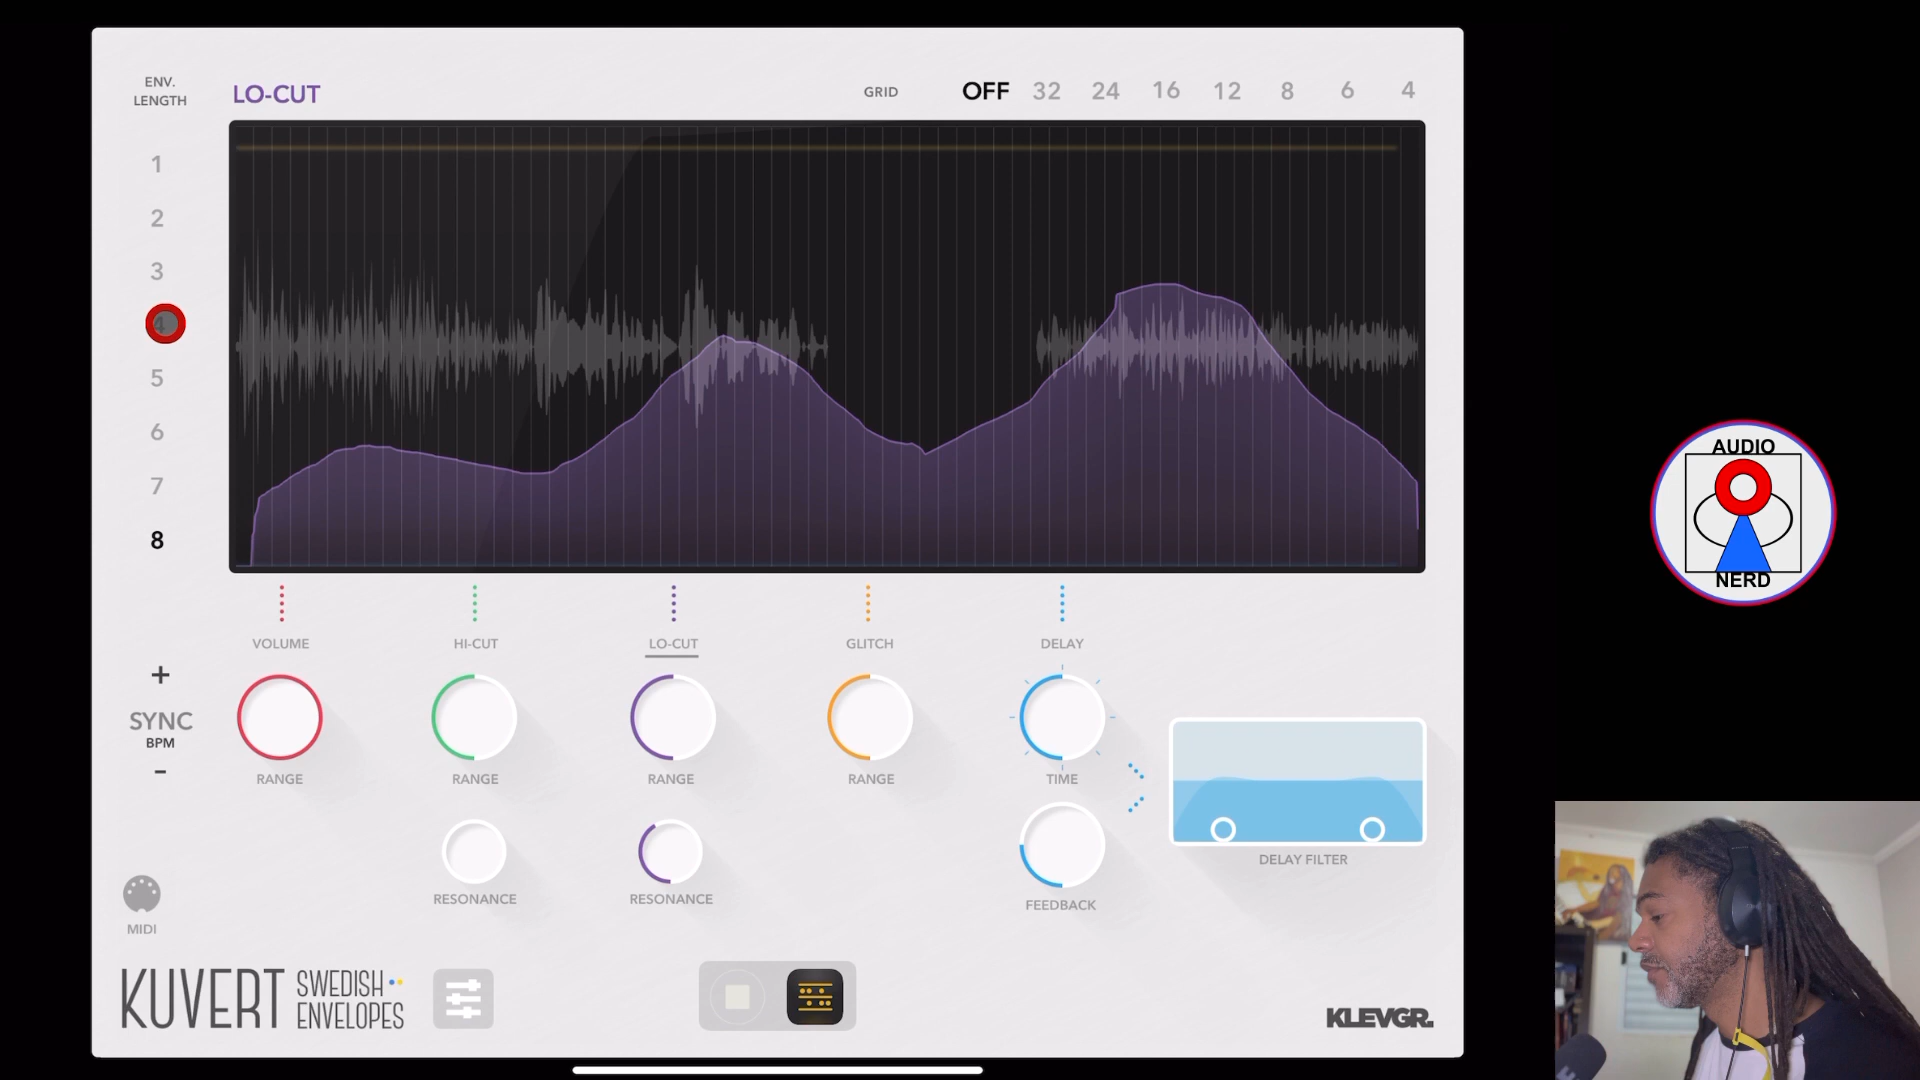 ENV.
LENGTH
LO-CUT
GRID
OFF 32 24 16 12 8 6 4
1
2
3
4
5
6
7
8
VOLUME HI-CUT LO-CUT GLITCH DELAY
+
SYNC
BPM
-
RANGE RANGE RANGE RANGE TIME
RESONANCE RESONANCE FEEDBACK
DELAY FILTER
MIDI
KUVERT SWEDISH
ENVELOPES
KLEVGR.
AUDIO
NERD